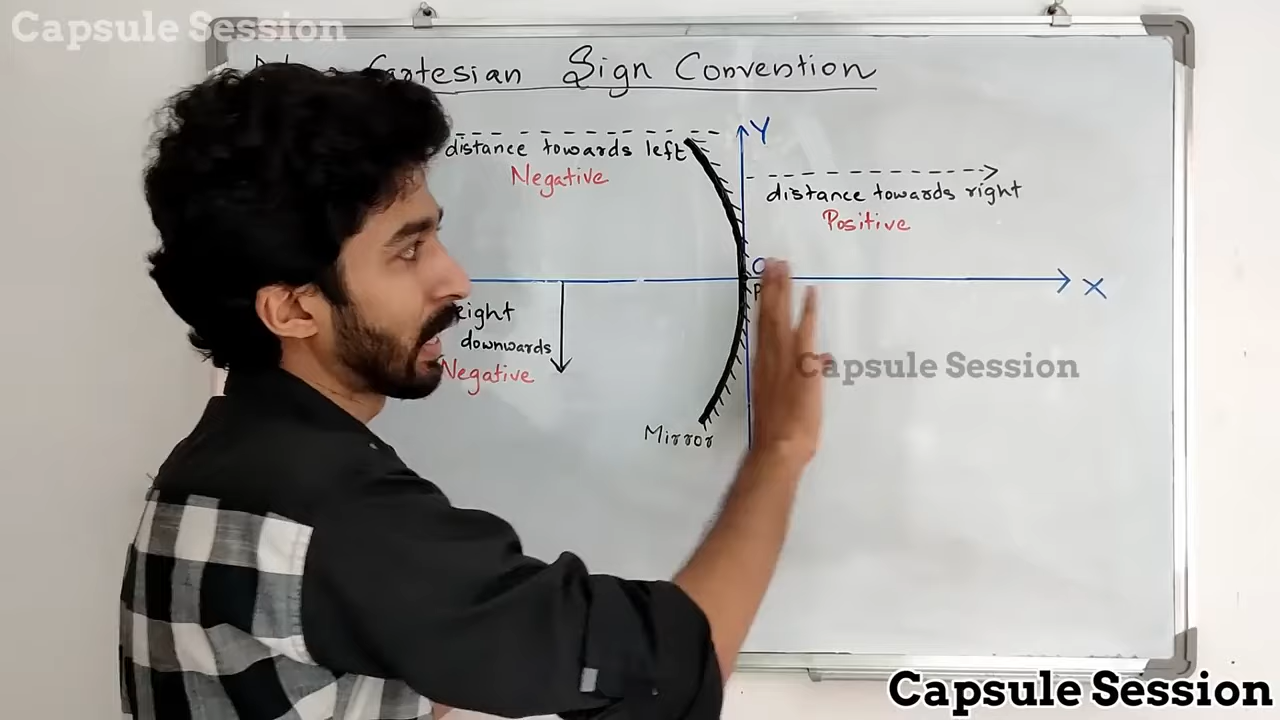 Capsule Session
Cartesian Sign Convention
Y
distance towards left
Negative
distance towards right
Positive
O
X
P
downwards
Negative
Capsule Session
Mirror
Capsule Session